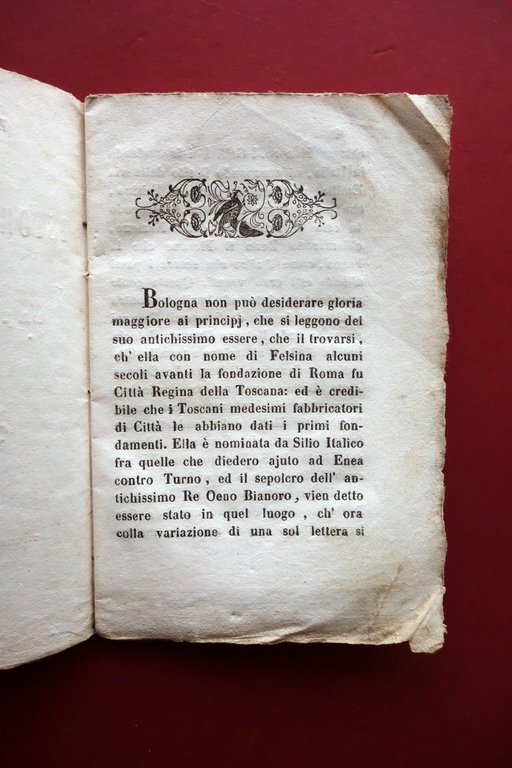 Bologna non può desiderare gloria
maggiore ai principj, che si leggono del
suo antichissimo essere, che il trovarsi,
ch' ella con nome di Felsina alcuni
secoli avanti la fondazione di Roma fu
Città Regina della Toscana: ed è credi-
bile che i Toscani medesimi fabbricatori
di Città le abbiano dati i primi fon-
damenti. Ella è nominata da Silio Italico
fra quelle che diedero ajuto ad Enea
contro Turno, ed il sepolcro dell' an-
tichissimo Re Oeno Bianoro, vien detto
essere stato in quel luogo, ch' ora
colla variazione di una sol lettera si